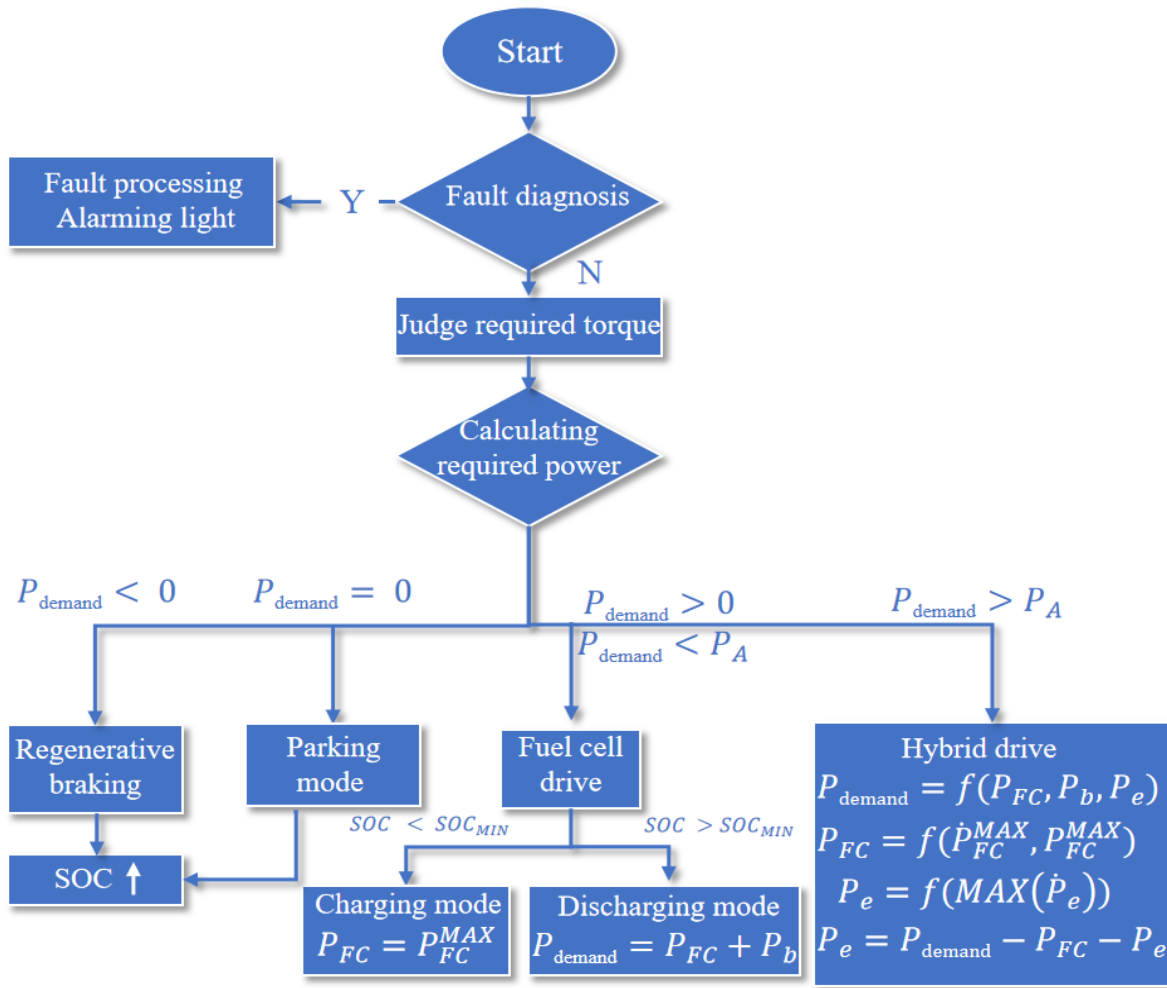 Start
Fault processing
Alarming light
Y
Fault diagnosis
N
Judge required torque
Calculating
required power
P_demand < 0
P_demand = 0
P_demand > 0
P_demand < P_A
P_demand > P_A
Regenerative
braking
Parking
mode
Fuel cell
drive
Hybrid drive
P_demand = f(P_FC, P_b, P_e)
P_FC = f(Ṗ_FC^MAX, P_FC^MAX)
P_e = f(MAX(Ṗ_e))
P_e = P_demand − P_FC − P_e
SOC < SOC_MIN
SOC > SOC_MIN
SOC ↑
Charging mode
P_FC = P_FC^MAX
Discharging mode
P_demand = P_FC + P_b